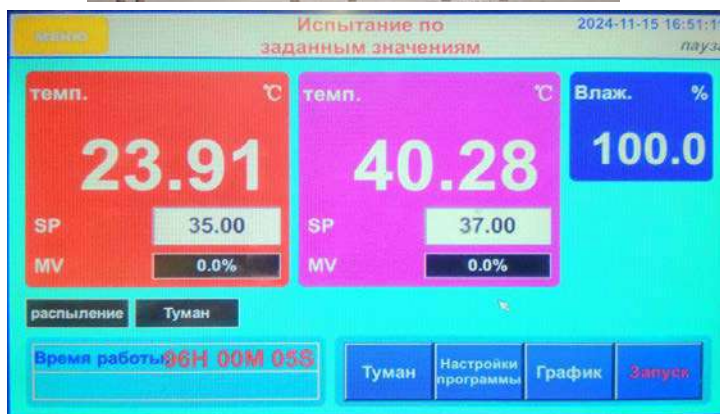 меню
Испытание по
заданным значениям
2024-11-15 16:51:1
пауза
темп. °C
23.91
SP 35.00
MV 0.0%
темп. °C
40.28
SP 37.00
MV 0.0%
Влаж. %
100.0
распыление Туман
Время работы 96H 00M 05S
Туман
Настройки
программы
График
Запуск